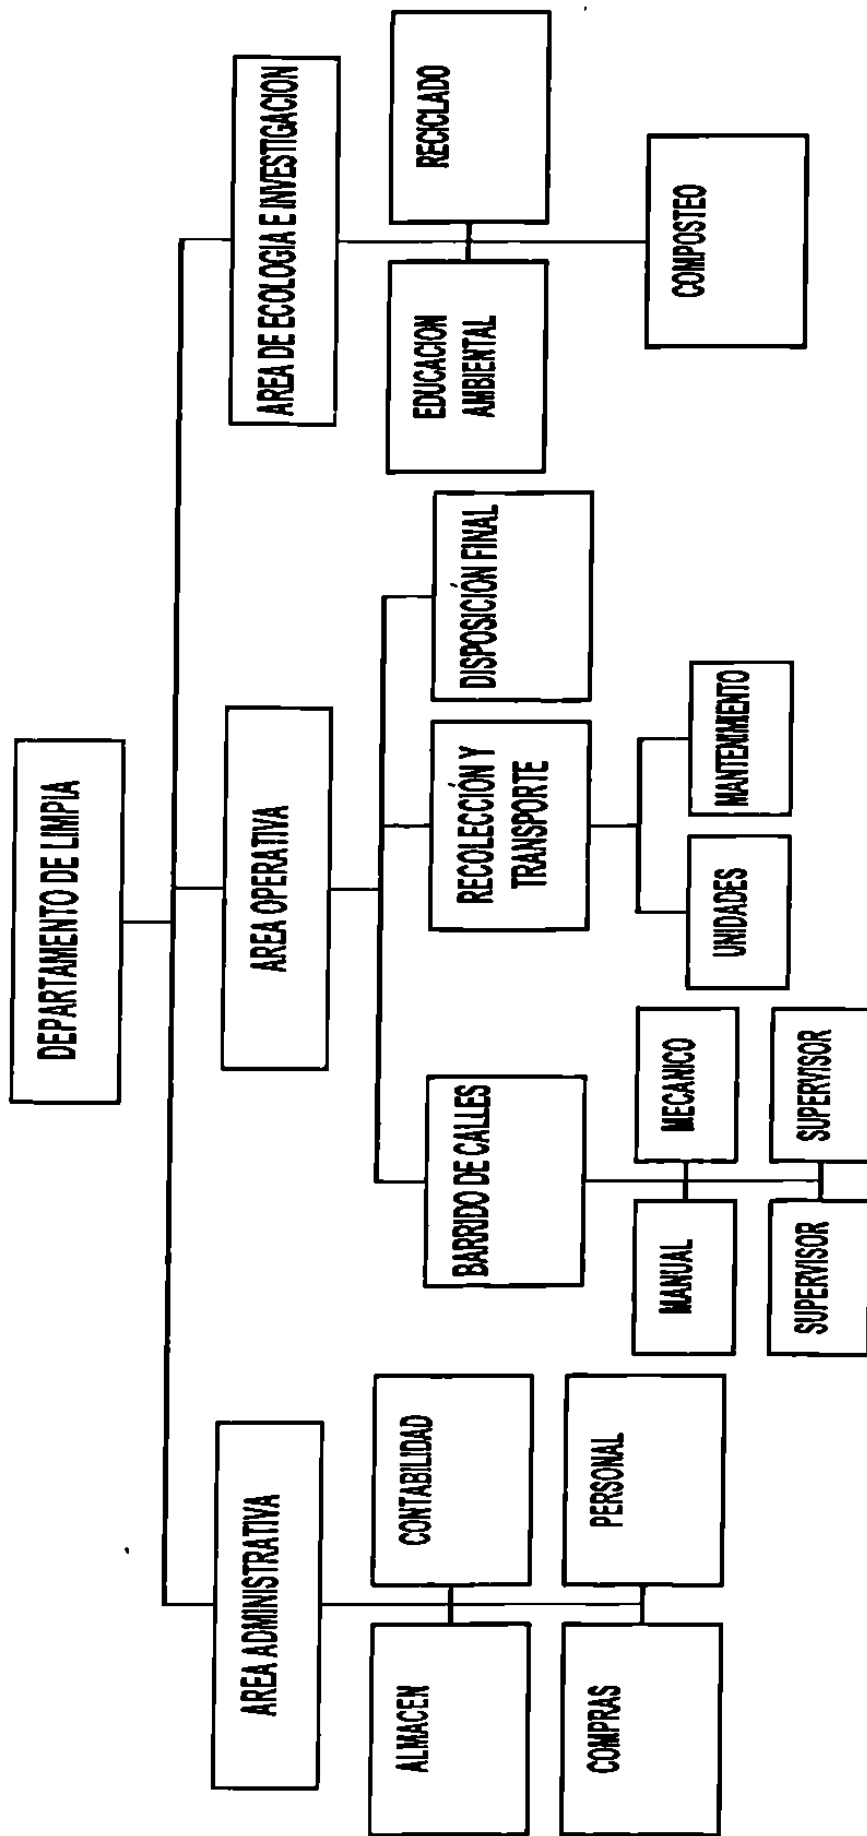 DEPARTAMENTO DE LIMPIA
AREA ADMINISTRATIVA
AREA OPERATIVA
AREA DE ECOLOGIA E INVESTIGACION
ALMACEN
CONTABILIDAD
COMPRAS
PERSONAL
BARRIDO DE CALLES
RECOLECCIÓN Y
TRANSPORTE
DISPOSICIÓN FINAL
MANUAL
MECANICO
SUPERVISOR
SUPERVISOR
UNIDADES
MANTENIMIENTO
EDUCACION
AMBIENTAL
RECICLADO
COMPOSTEO